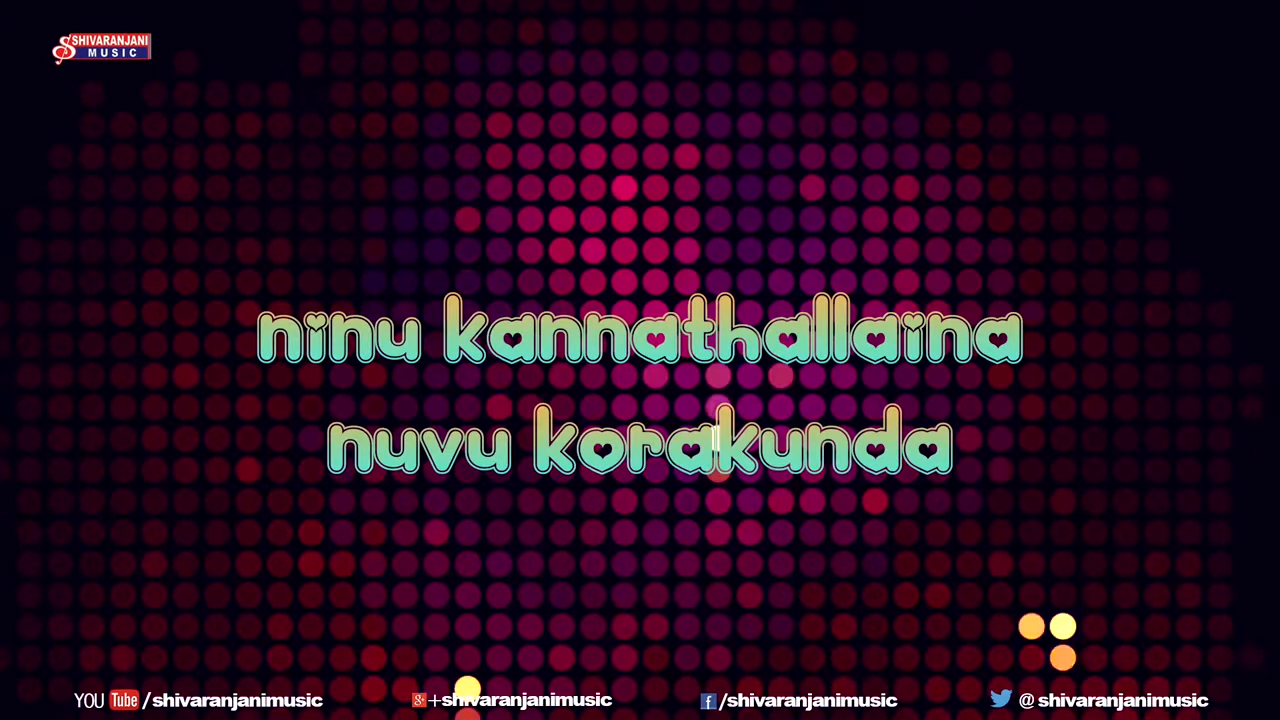 SHIVARANJANI
MUSIC
ninu kannathallaina
nuvu korakunda
YOU Tube /shivaranjanimusic
g+ +shivaranjanimusic
f /shivaranjanimusic
@shivaranjanimusic